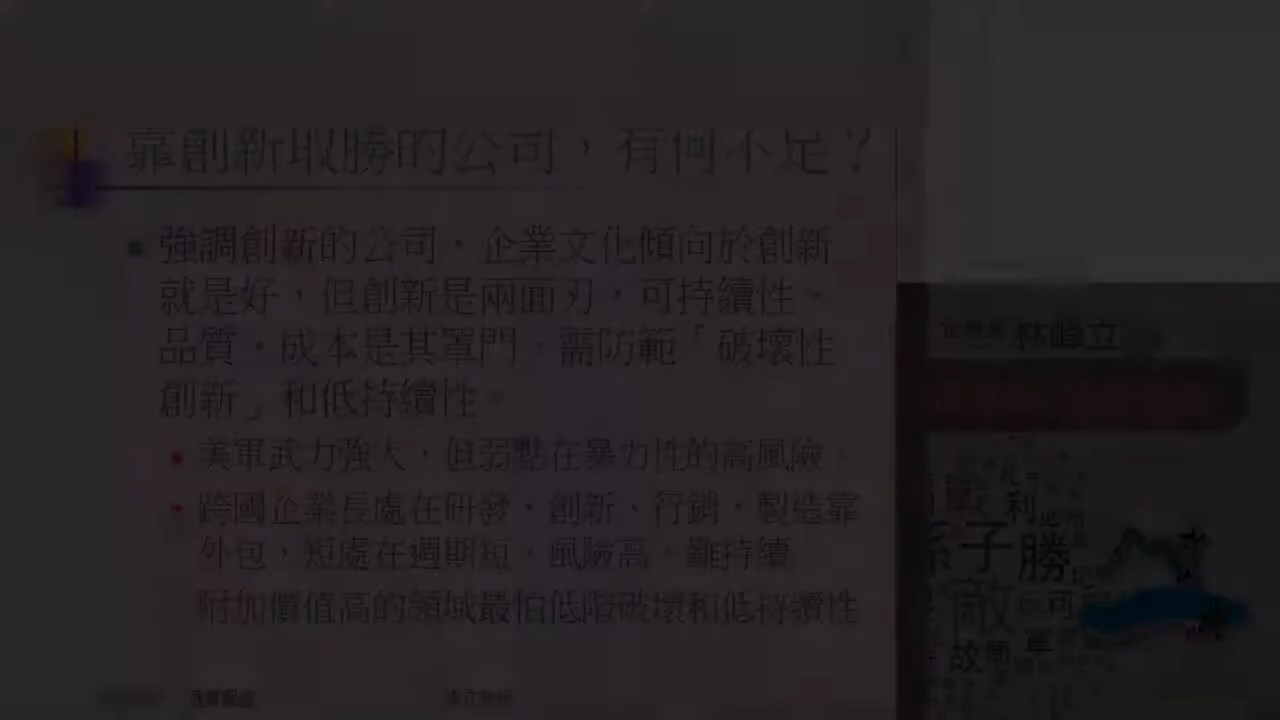 靠創新取勝的公司，有何不足？
強調創新的公司，企業文化傾向於創新
就是好，但創新是兩面刃，可持續性、
品質、成本是其罩門。需防範「破壞性
創新」和低持續性。
美軍武力強大，但弱點在暴力性的高風險。
跨國企業長處在研發、創新、行銷，製造靠
外包，短處在週期短、風險高、難持續
附加價值高的領域最怕低階破壞和低持續性
林峰立
利
孫子勝
敵 可
故